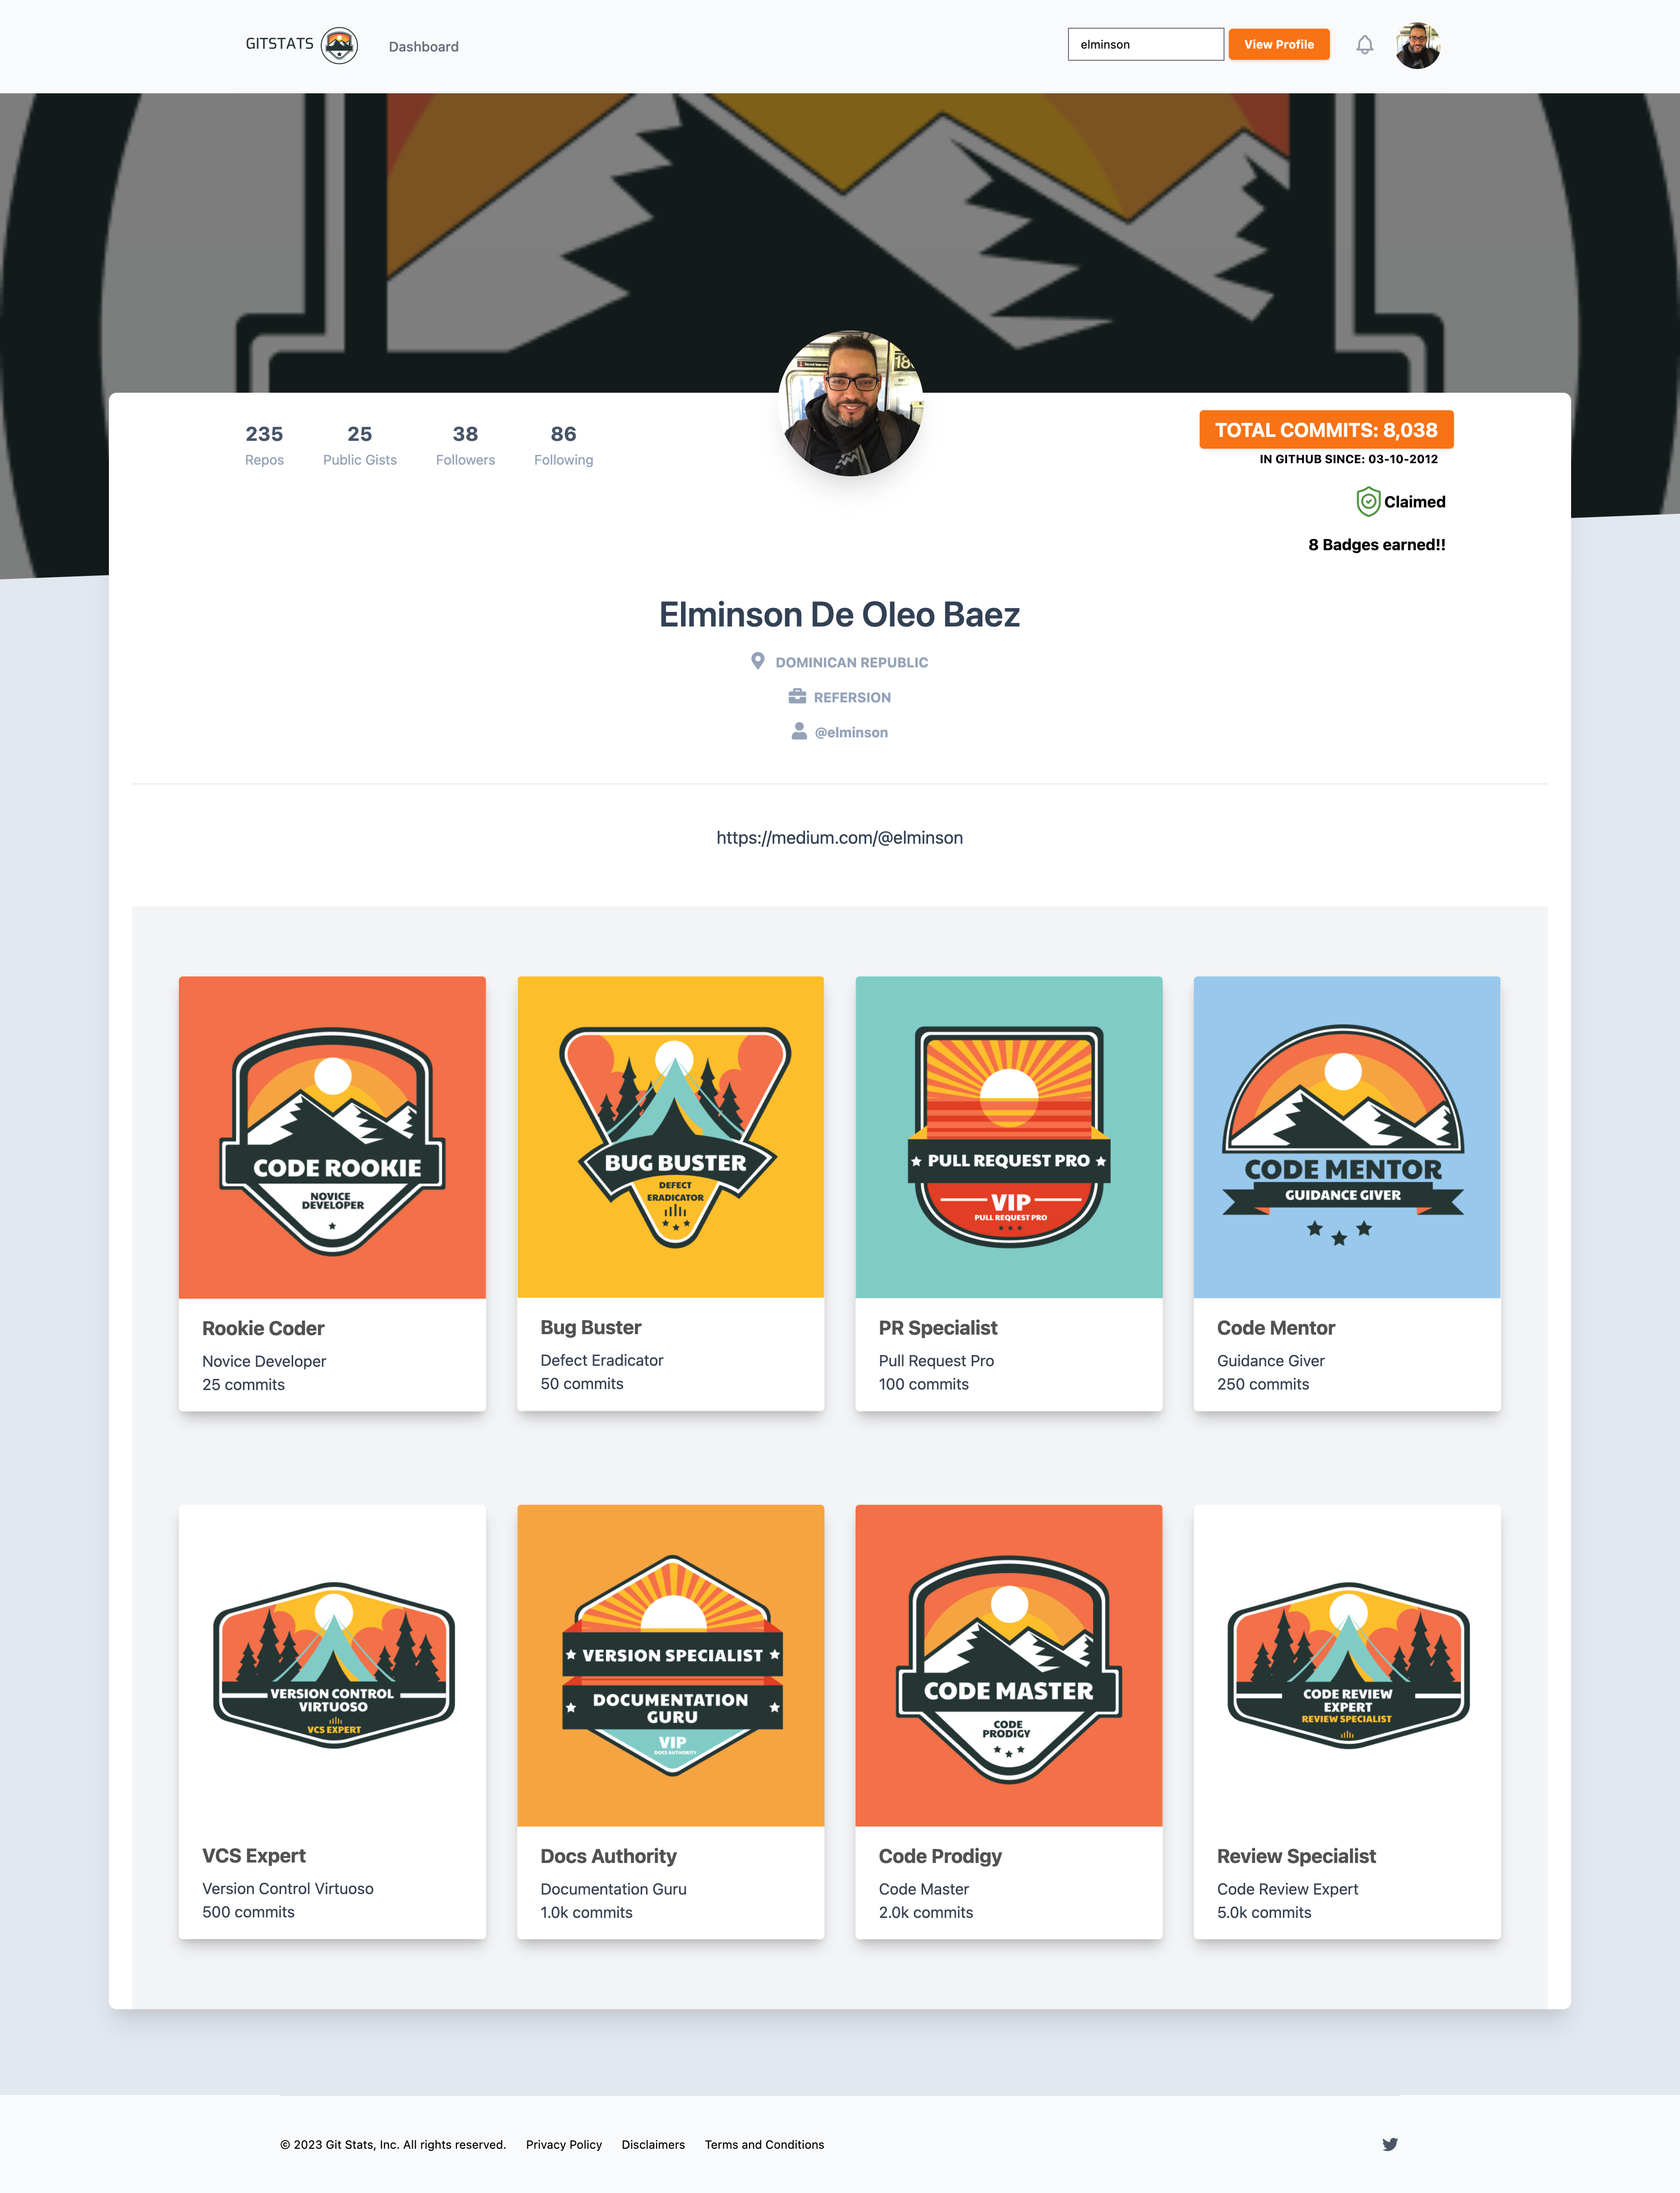 GITSTATS
Dashboard
elminson
View Profile
18
235
25
38
86
Repos
Public Gists
Followers
Following
TOTAL COMMITS: 8,038
IN GITHUB SINCE: 03-10-2012
Claimed
8 Badges earned!!
Elminson De Oleo Baez
DOMINICAN REPUBLIC
REFERSION
@elminson
https://medium.com/@elminson
CODE ROOKIE
NOVICE
DEVELOPER
Rookie Coder
Novice Developer
25 commits
BUG BUSTER
DEFECT
ERADICATOR
Bug Buster
Defect Eradicator
50 commits
PULL REQUEST PRO
VIP
PULL REQUEST PRO
PR Specialist
Pull Request Pro
100 commits
CODE MENTOR
GUIDANCE GIVER
Code Mentor
Guidance Giver
250 commits
VERSION CONTROL
VIRTUOSO
VCS EXPERT
VCS Expert
Version Control Virtuoso
500 commits
VERSION SPECIALIST
DOCUMENTATION
GURU
VIP
DOCS AUTHORITY
Docs Authority
Documentation Guru
1.0k commits
CODE MASTER
CODE
PRODIGY
Code Prodigy
Code Master
2.0k commits
CODE REVIEW
EXPERT
REVIEW SPECIALIST
Review Specialist
Code Review Expert
5.0k commits
© 2023 Git Stats, Inc. All rights reserved.
Privacy Policy
Disclaimers
Terms and Conditions